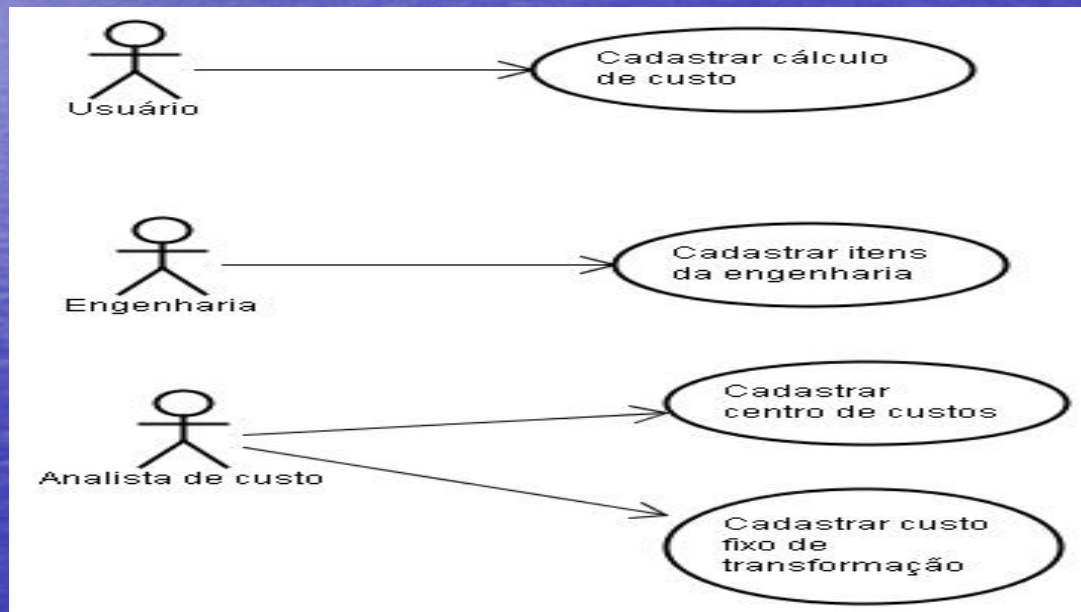 Cadastrar cálculo
de custo
Usuário
Cadastrar itens
da engenharia
Engenharia
Cadastrar
centro de custos
Analista de custo
Cadastrar custo
fixo de
transformação